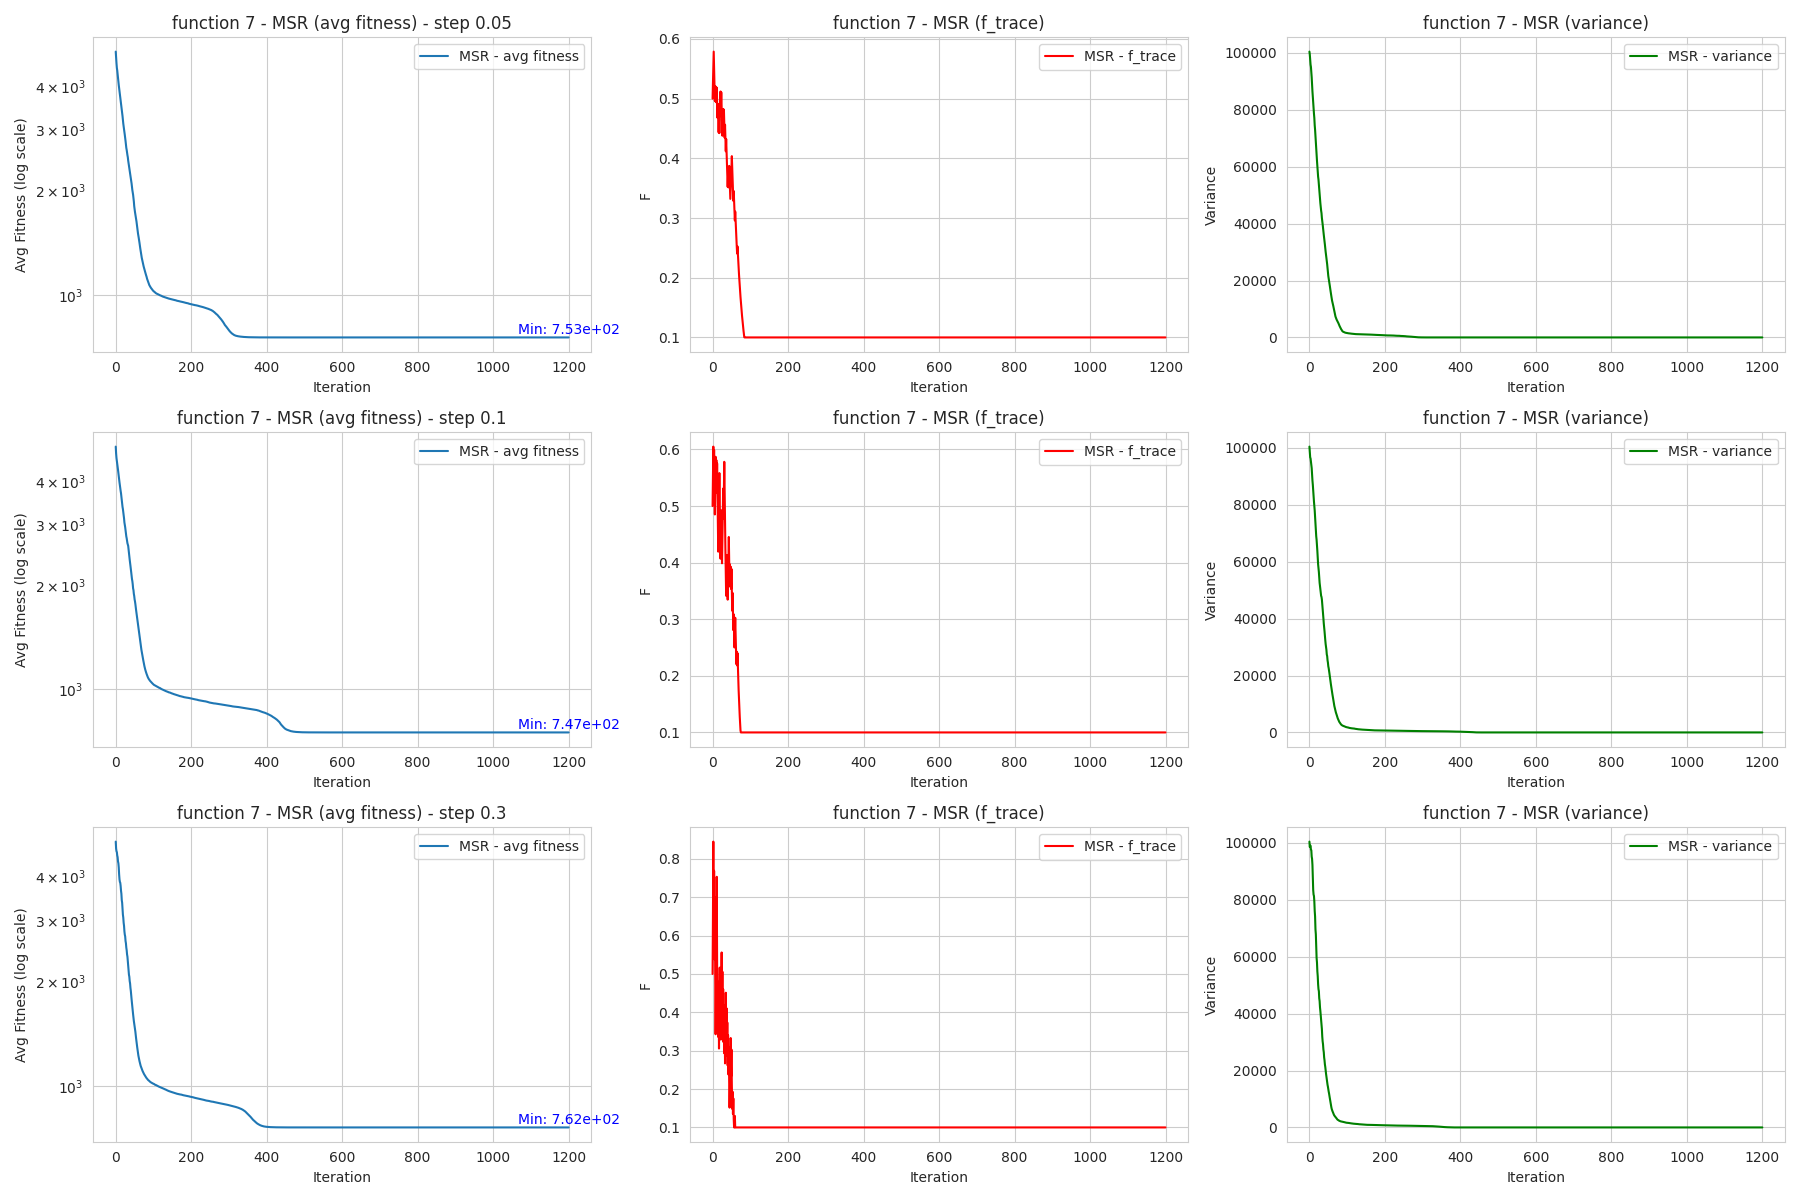 function 7 - MSR (avg fitness) - step 0.05
MSR - avg fitness
Avg Fitness (log scale)
4 × 10³
3 × 10³
2 × 10³
10³
Min: 7.53e+02
0 200 400 600 800 1000 1200
Iteration
function 7 - MSR (f_trace)
MSR - f_trace
F
0.6
0.5
0.4
0.3
0.2
0.1
0 200 400 600 800 1000 1200
Iteration
function 7 - MSR (variance)
MSR - variance
Variance
100000
80000
60000
40000
20000
0
0 200 400 600 800 1000 1200
Iteration
function 7 - MSR (avg fitness) - step 0.1
MSR - avg fitness
Avg Fitness (log scale)
4 × 10³
3 × 10³
2 × 10³
10³
Min: 7.47e+02
0 200 400 600 800 1000 1200
Iteration
function 7 - MSR (f_trace)
MSR - f_trace
F
0.6
0.5
0.4
0.3
0.2
0.1
0 200 400 600 800 1000 1200
Iteration
function 7 - MSR (variance)
MSR - variance
Variance
100000
80000
60000
40000
20000
0
0 200 400 600 800 1000 1200
Iteration
function 7 - MSR (avg fitness) - step 0.3
MSR - avg fitness
Avg Fitness (log scale)
4 × 10³
3 × 10³
2 × 10³
10³
Min: 7.62e+02
0 200 400 600 800 1000 1200
Iteration
function 7 - MSR (f_trace)
MSR - f_trace
F
0.8
0.7
0.6
0.5
0.4
0.3
0.2
0.1
0 200 400 600 800 1000 1200
Iteration
function 7 - MSR (variance)
MSR - variance
Variance
100000
80000
60000
40000
20000
0
0 200 400 600 800 1000 1200
Iteration